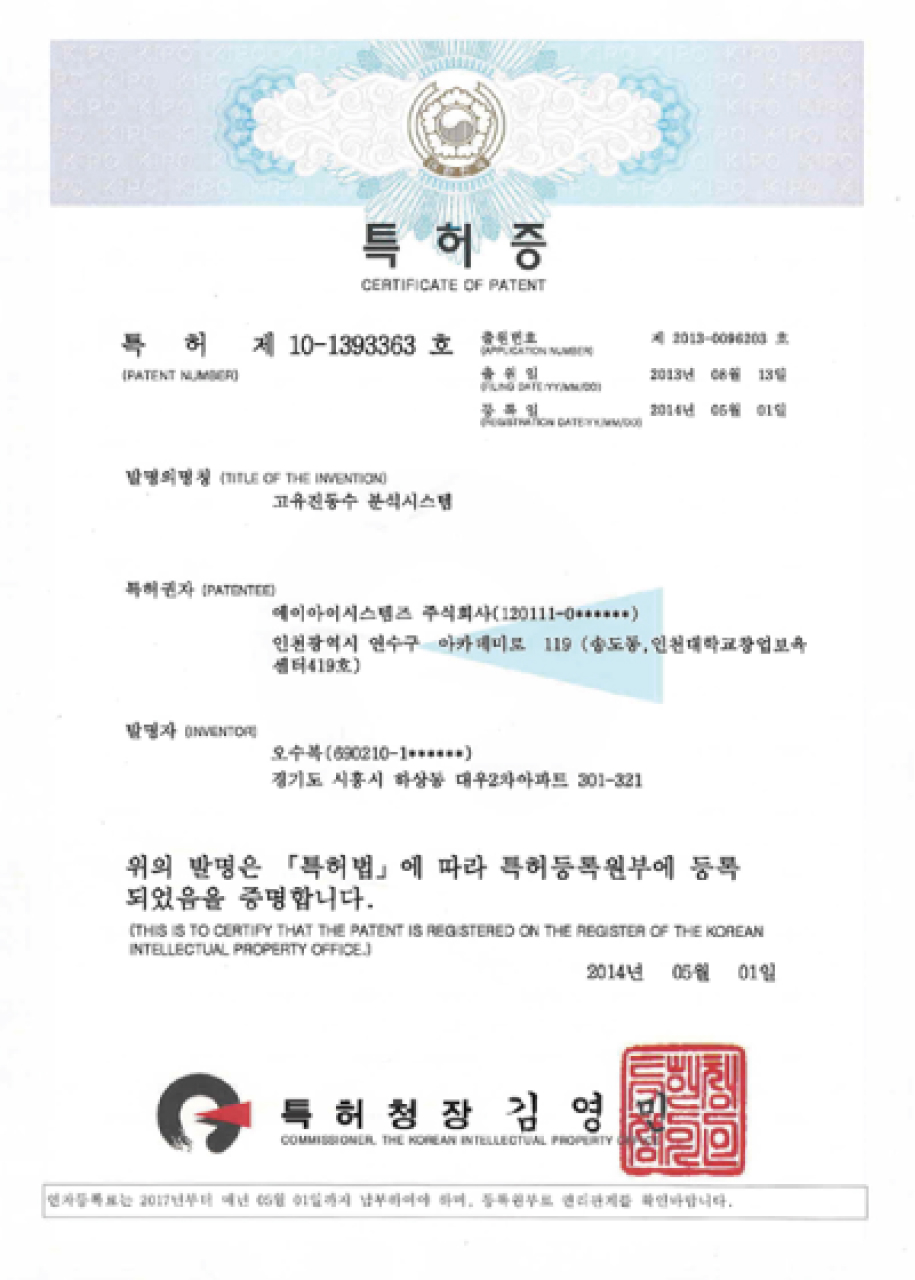 특 허 증
CERTIFICATE OF PATENT
특 허 제 10-1393363 호
(PATENT NUMBER)
출원번호 제 2013-0096203 호
(APPLICATION NUMBER)
출 원 일 2013년 08월 13일
(FILING DATE:YY/MM/DD)
등 록 일 2014년 05월 01일
(REGISTRATION DATE:YY/MM/DD)
발명의명칭 (TITLE OF THE INVENTION)
고유진동수 분석시스템
특허권자 (PATENTEE)
에이아이시스템즈 주식회사(120111-0******)
인천광역시 연수구 아카데미로 119 (송도동,인천대학교창업보육
센터419호)
발명자 (INVENTOR)
오수복(690210-1******)
경기도 시흥시 하상동 대우2차아파트 301-321
위의 발명은 「특허법」에 따라 특허등록원부에 등록
되었음을 증명합니다.
(THIS IS TO CERTIFY THAT THE PATENT IS REGISTERED ON THE REGISTER OF THE KOREAN
INTELLECTUAL PROPERTY OFFICE.)
2014년 05월 01일
특 허 청 장 김 영 민
COMMISSIONER, THE KOREAN INTELLECTUAL PROPERTY
연차등록료는 2017년부터 매년 05월 01일까지 납부하여야 하며, 등록원부로 권리관계를 확인바랍니다.